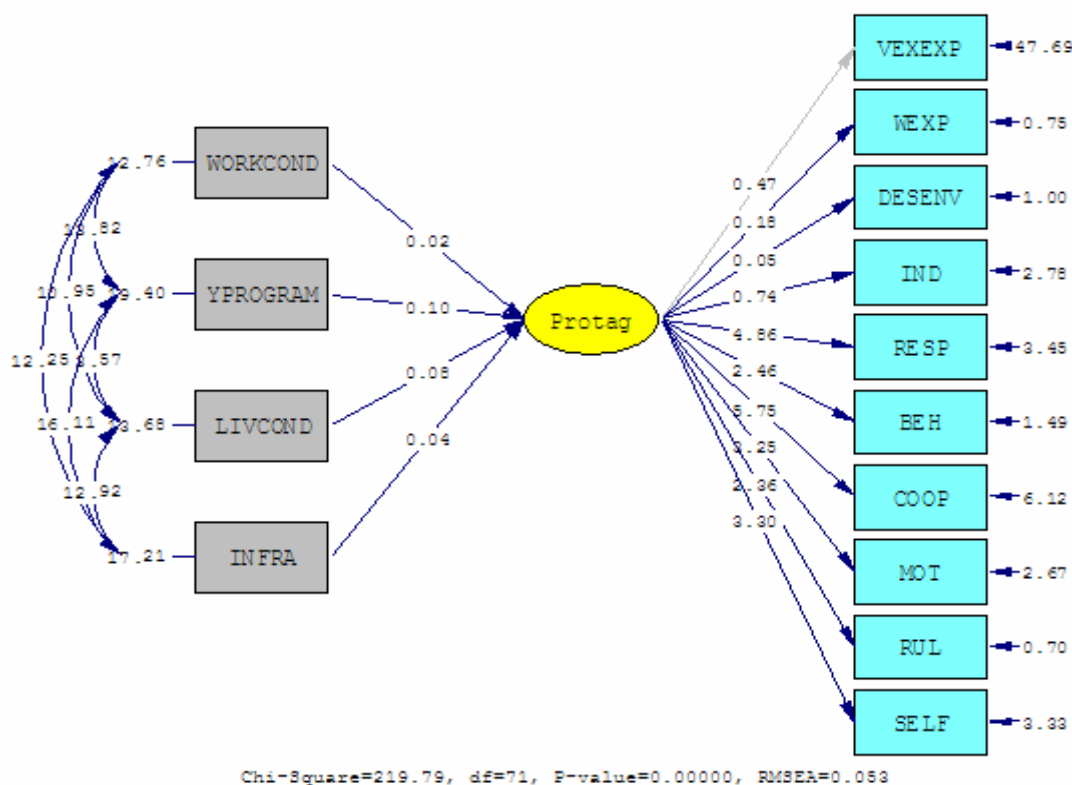 12.76
12.25
16.11
12.92
17.21
WORKCOND
YPROGRAM
LIVCOND
INFRA
0.02
0.10
0.08
0.04
Protag
0.47
0.18
0.05
0.74
4.86
2.46
5.75
3.25
2.36
3.30
VEXEXP
47.69
WEXP
0.75
DESENV
1.00
IND
2.78
RESP
3.45
BEH
1.49
COOP
6.12
MOT
2.67
RUL
0.70
SELF
3.33
Chi-Square=219.79, df=71, P-value=0.00000, RMSEA=0.053